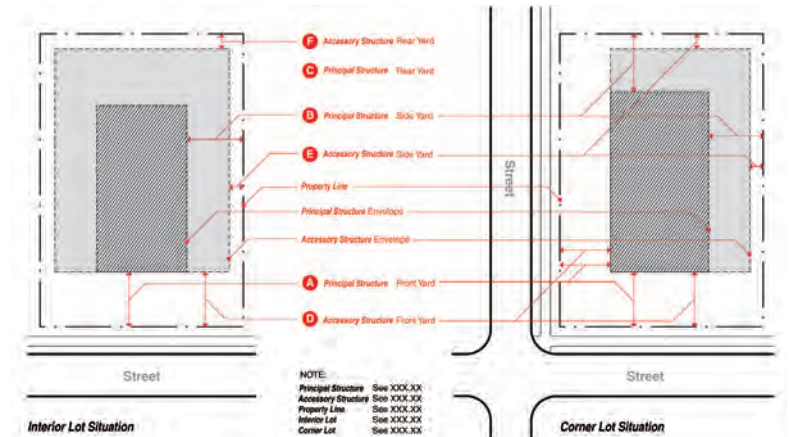 F Accessory Structure Rear Yard
C Principal Structure Rear Yard
B Principal Structure Side Yard
E Accessory Structure Side Yard
Street
Property Line
Principal Structure Envelope
Accessory Structure Envelope
A Principal Structure Front Yard
D Accessory Structure Front Yard
Street
Street
NOTE:
Principal Structure See XXX.XX
Accessory Structure See XXX.XX
Property Line See XXX.XX
Interior Lot See XXX.XX
Corner Lot See XXX.XX
Interior Lot Situation
Corner Lot Situation